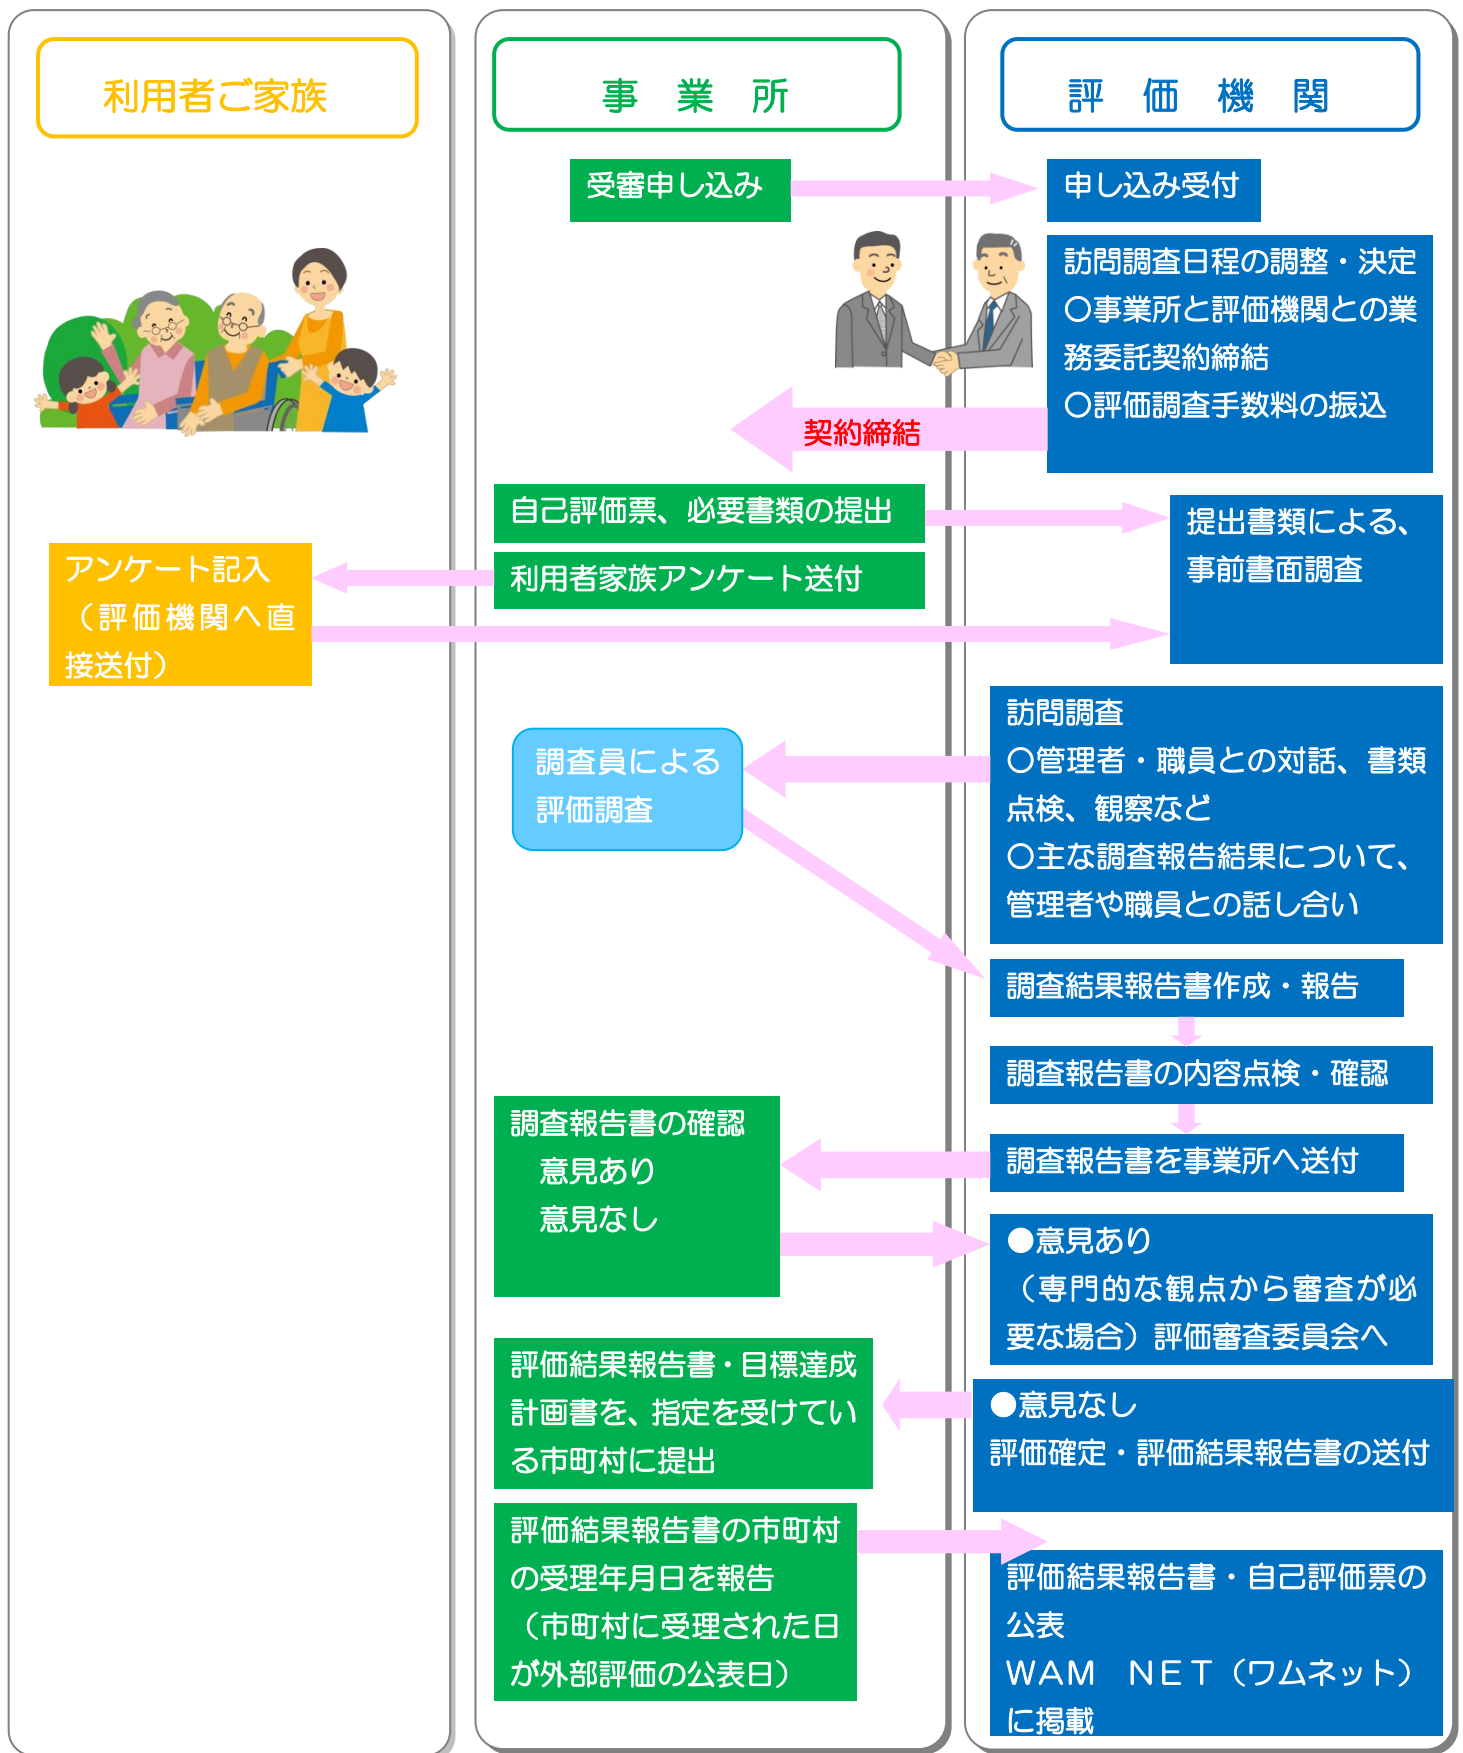 利用者ご家族
事　業　所
評　価　機　関
受審申し込み
申し込み受付
訪問調査日程の調整・決定
〇事業所と評価機関との業
務委託契約締結
〇評価調査手数料の振込
契約締結
自己評価票、必要書類の提出
提出書類による、
事前書面調査
利用者家族アンケート送付
アンケート記入
（評価機関へ直
接送付）
訪問調査
〇管理者・職員との対話、書類
点検、観察など
〇主な調査報告結果について、
管理者や職員との話し合い
調査員による
評価調査
調査結果報告書作成・報告
調査報告書の内容点検・確認
調査報告書を事業所へ送付
調査報告書の確認
意見あり
意見なし
●意見あり
（専門的な観点から審査が必
要な場合）評価審査委員会へ
●意見なし
評価確定・評価結果報告書の送付
評価結果報告書・目標達成
計画書を、指定を受けてい
る市町村に提出
評価結果報告書の市町村
の受理年月日を報告
（市町村に受理された日
が外部評価の公表日）
評価結果報告書・自己評価票の
公表
ＷＡＭ　ＮＥＴ（ワムネット）
に掲載